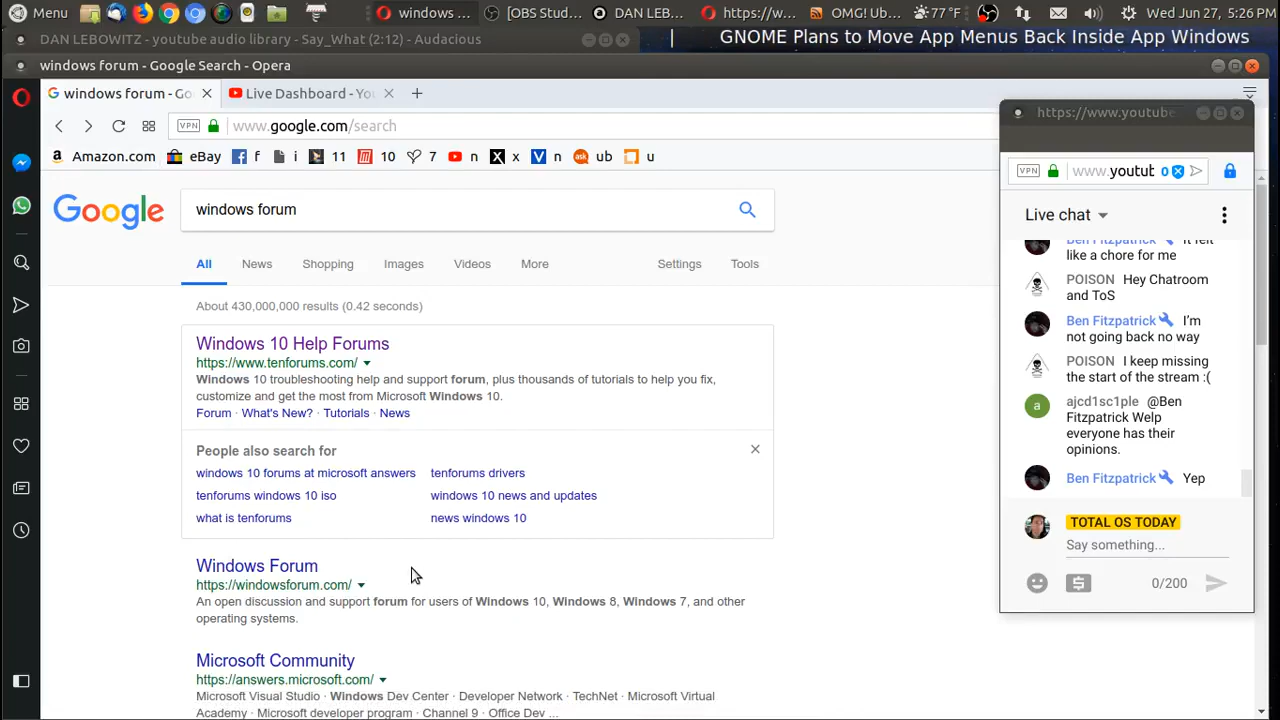 Menu
windows ...
[OBS Stud...
DAN LEB...
https://w...
OMG! Ub...
77 °F
Wed Jun 27, 5:26 PM
DAN LEBOWITZ - youtube audio library - Say_What (2:12) - Audacious
GNOME Plans to Move App Menus Back Inside App Windows
windows forum - Google Search - Opera
windows forum - Go
Live Dashboard - Yo
VPN
www.google.com/search
Amazon.com
eBay
f
i
11
10
7
n
x
n
ub
u
Google
windows forum
All
News
Shopping
Images
Videos
More
Settings
Tools
About 430,000,000 results (0.42 seconds)
Windows 10 Help Forums
https://www.tenforums.com/
Windows 10 troubleshooting help and support forum, plus thousands of tutorials to help you fix,
customize and get the most from Microsoft Windows 10.
Forum · What's New? · Tutorials · News
People also search for
windows 10 forums at microsoft answers
tenforums drivers
tenforums windows 10 iso
windows 10 news and updates
what is tenforums
news windows 10
Windows Forum
https://windowsforum.com/
An open discussion and support forum for users of Windows 10, Windows 8, Windows 7, and other
operating systems.
Microsoft Community
https://answers.microsoft.com/
Microsoft Visual Studio · Windows Dev Center · Developer Network · TechNet · Microsoft Virtual
Academy · Microsoft developer program · Channel 9 · Office Dev ...
https://www.youtube
VPN
www.youtub
0
Live chat
Ben Fitzpatrick It felt
like a chore for me
POISON Hey Chatroom
and ToS
Ben Fitzpatrick I'm
not going back no way
POISON I keep missing
the start of the stream :(
ajcd1sc1ple @Ben
Fitzpatrick Welp
everyone has their
opinions.
Ben Fitzpatrick Yep
TOTAL OS TODAY
Say something...
0/200